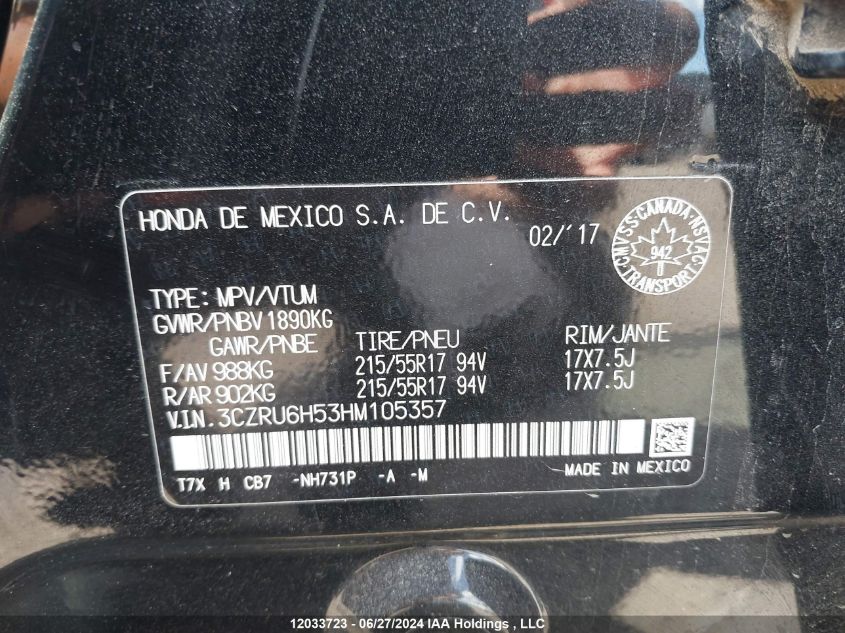 HONDA DE MEXICO S.A. DE C.V.
02/'17
CMVSS·CANADA·NSVAC
942
TRANSPORT
TYPE: MPV/VTUM
GVWR/PNBV 1890KG
GAWR/PNBE TIRE/PNEU RIM/JANTE
F/AV 988KG 215/55R17 94V 17X7.5J
R/AR 902KG 215/55R17 94V 17X7.5J
V.I.N. 3CZRU6H53HM105357
T7X H CB7 -NH731P -A -M MADE IN MEXICO
12033723 - 06/27/2024 IAA Holdings , LLC